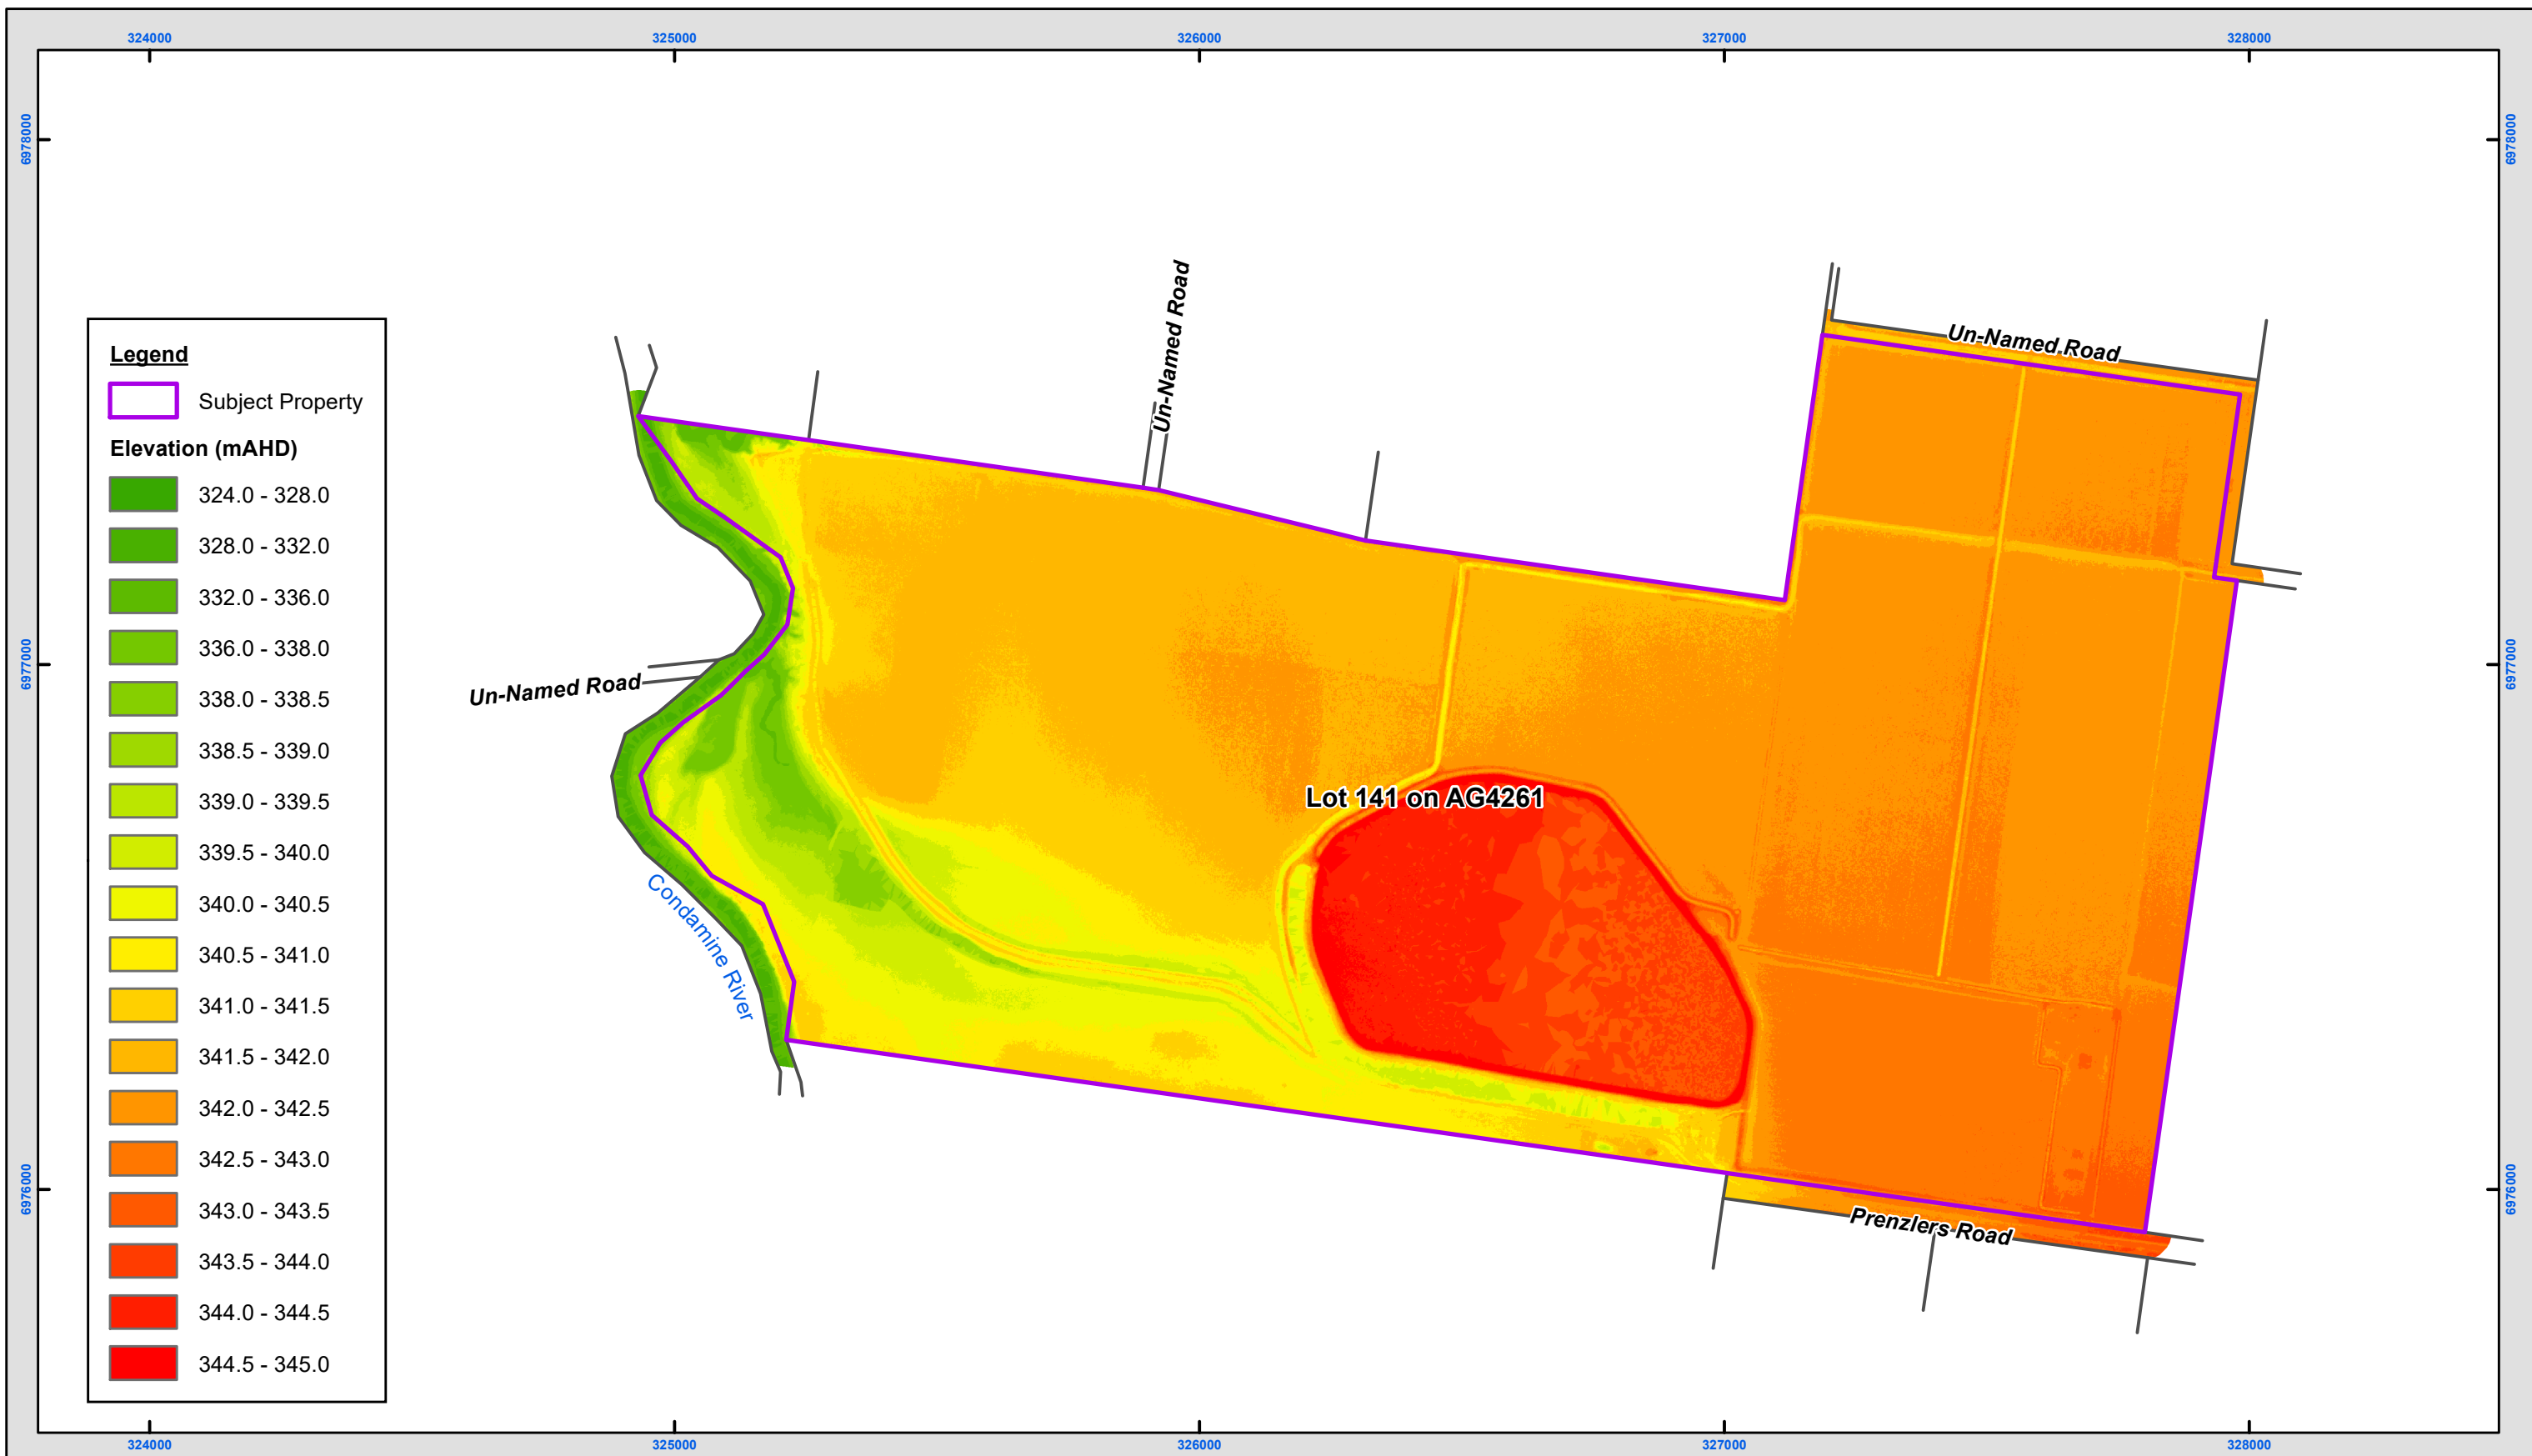 324000
325000
326000
327000
328000
6978000
6978000
Un-Named Road
Un-Named Road
Legend
Subject Property
Elevation (mAHD)
324.0 - 328.0
328.0 - 332.0
332.0 - 336.0
336.0 - 338.0
338.0 - 338.5
338.5 - 339.0
339.0 - 339.5
339.5 - 340.0
340.0 - 340.5
340.5 - 341.0
341.0 - 341.5
341.5 - 342.0
342.0 - 342.5
342.5 - 343.0
343.0 - 343.5
343.5 - 344.0
344.0 - 344.5
344.5 - 345.0
6977000
6977000
Un-Named Road
Lot 141 on AG4261
Condamine River
6976000
6976000
Prenzlers Road
324000
325000
326000
327000
328000